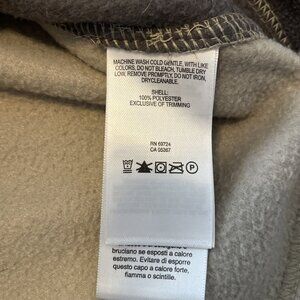 MACHINE WASH COLD GENTLE, WITH LIKE
COLORS, DO NOT BLEACH, TUMBLE DRY
LOW, REMOVE PROMPTLY, DO NOT IRON,
DRYCLEANABLE.
SHELL:
100% POLYESTER
EXCLUSIVE OF TRIMMING
RN 69724
CA 05367
bruciano se esposti a calore
estremo. Evitare di esporre
questo capo a calore forte,
fiamma o scintille.